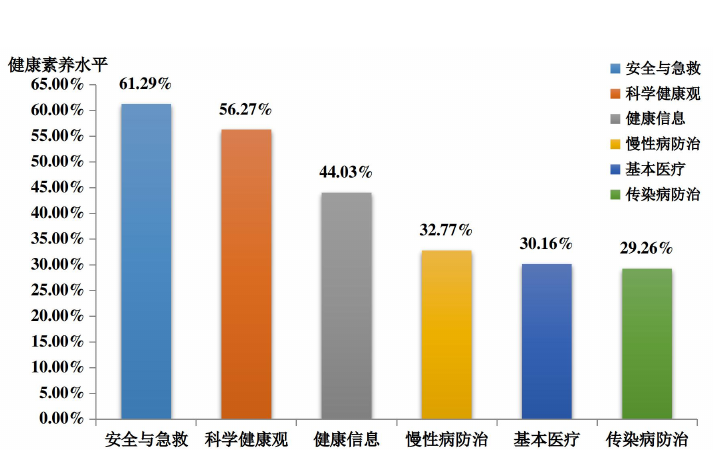 健康素养水平
65.00%
60.00%
55.00%
50.00%
45.00%
40.00%
35.00%
30.00%
25.00%
20.00%
15.00%
10.00%
5.00%
0.00%
61.29%
56.27%
44.03%
32.77%
30.16%
29.26%
安全与急救
科学健康观
健康信息
慢性病防治
基本医疗
传染病防治
安全与急救
科学健康观
健康信息
慢性病防治
基本医疗
传染病防治